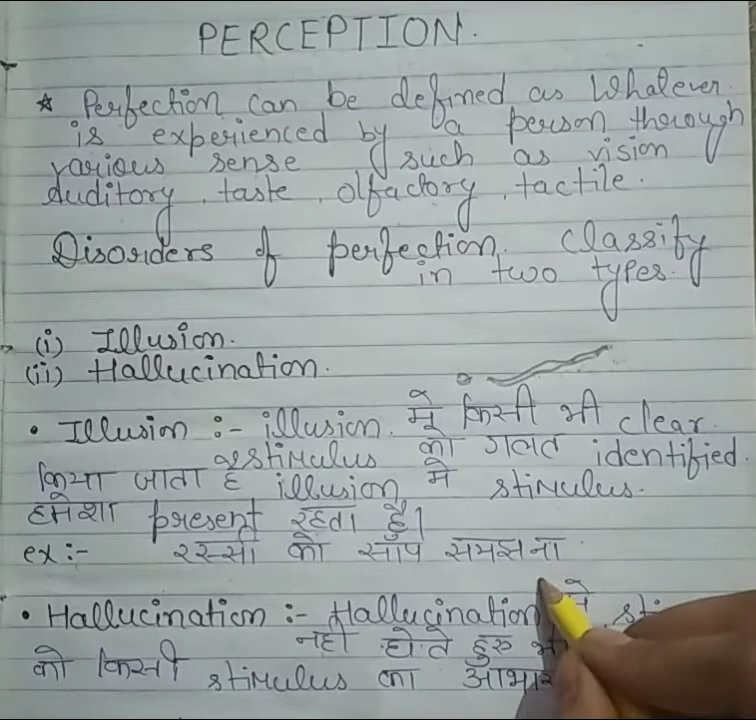 PERCEPTION.
* Perfection can be defined as Whatever
is experienced by a person therough
various sense such as vision
auditory, taste, olfactory, tactile.
Disorders of perfection. classify
in two types.
(i) Illusion.
(ii) Hallucination.
• Illusion :- illusion में किसी भी clear
stimulus को गलत identified.
किया जाता है illusion में stimulus.
हमेशा present रहता है।
ex :- रस्सी को साँप समझना
• Hallucination :- Hallucination
नही होते हुए
को किसी stimulus का